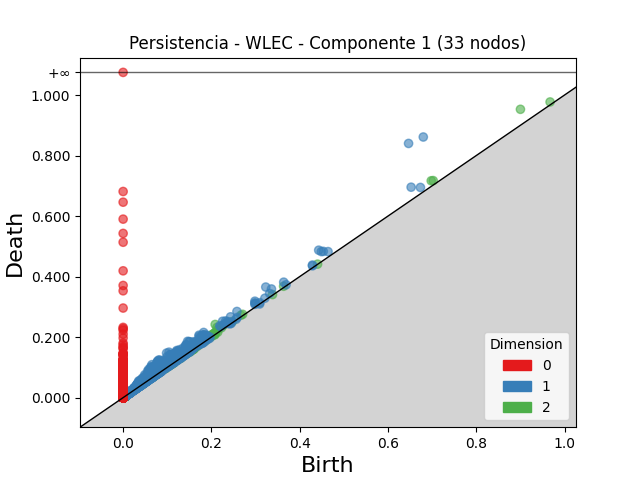 Persistencia - WLEC - Componente 1 (33 nodos)
+∞
1.000
0.800
0.600
0.400
0.200
0.000
Death
Dimension
0
1
2
0.0 0.2 0.4 0.6 0.8 1.0
Birth